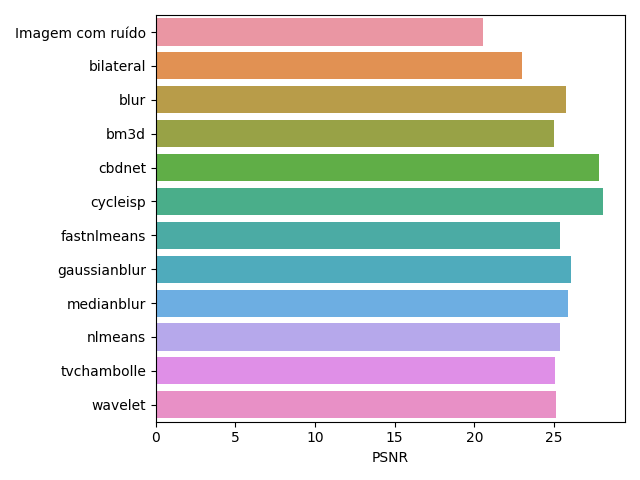 Imagem com ruído
bilateral
blur
bm3d
cbdnet
cycleisp
fastnlmeans
gaussianblur
medianblur
nlmeans
tvchambolle
wavelet
0 5 10 15 20 25
PSNR